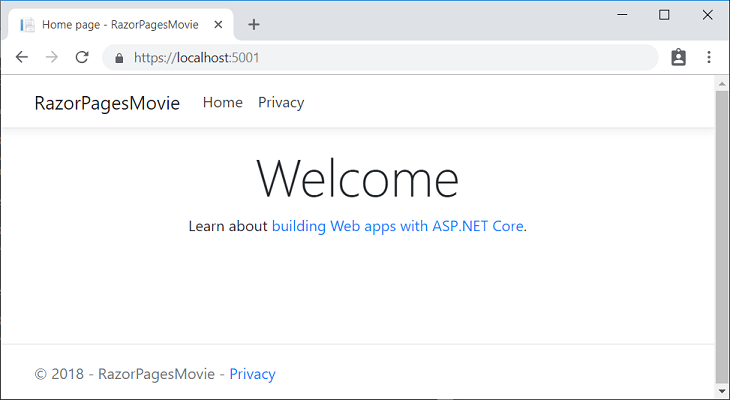 Home page - RazorPagesMovie
https://localhost:5001
RazorPagesMovie Home Privacy
Welcome
Learn about building Web apps with ASP.NET Core.
© 2018 - RazorPagesMovie - Privacy